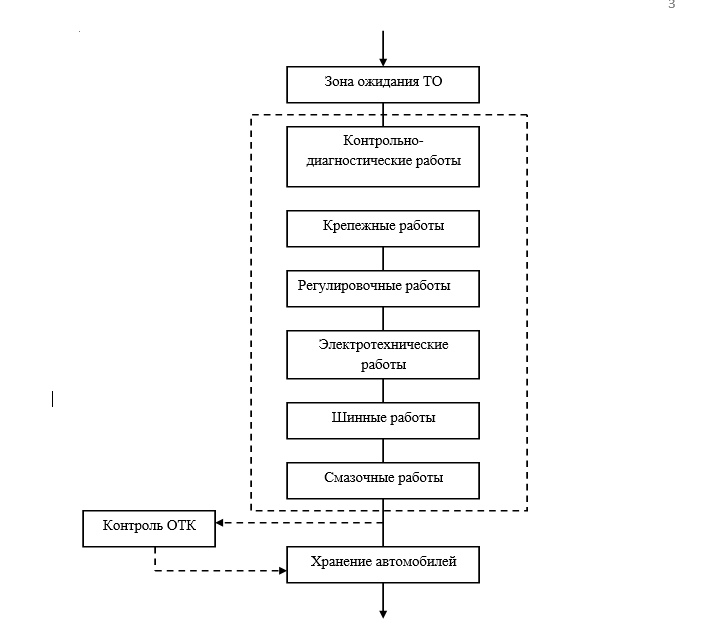 3
Зона ожидания ТО
Контрольно-
диагностические работы
Крепежные работы
Регулировочные работы
Электротехнические
работы
Шинные работы
Смазочные работы
Контроль ОТК
Хранение автомобилей